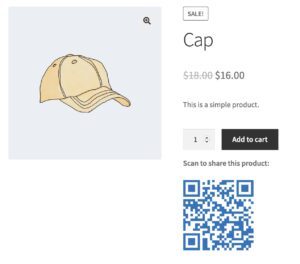 SALE!
Cap
$18.00 $16.00
This is a simple product.
1
Add to cart
Scan to share this product: